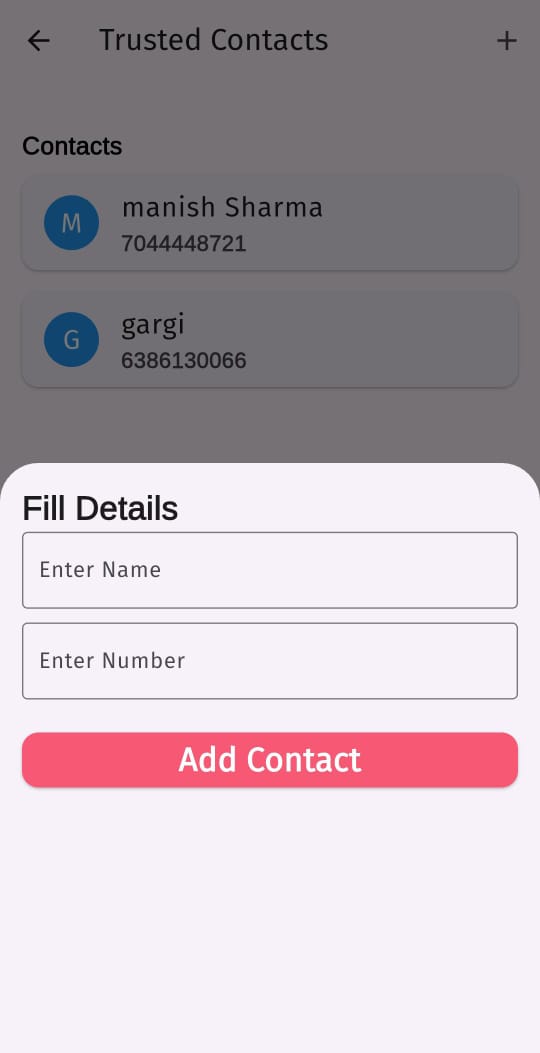 Trusted Contacts
Contacts
M
manish Sharma
7044448721
G
gargi
6386130066
Fill Details
Enter Name
Enter Number
Add Contact